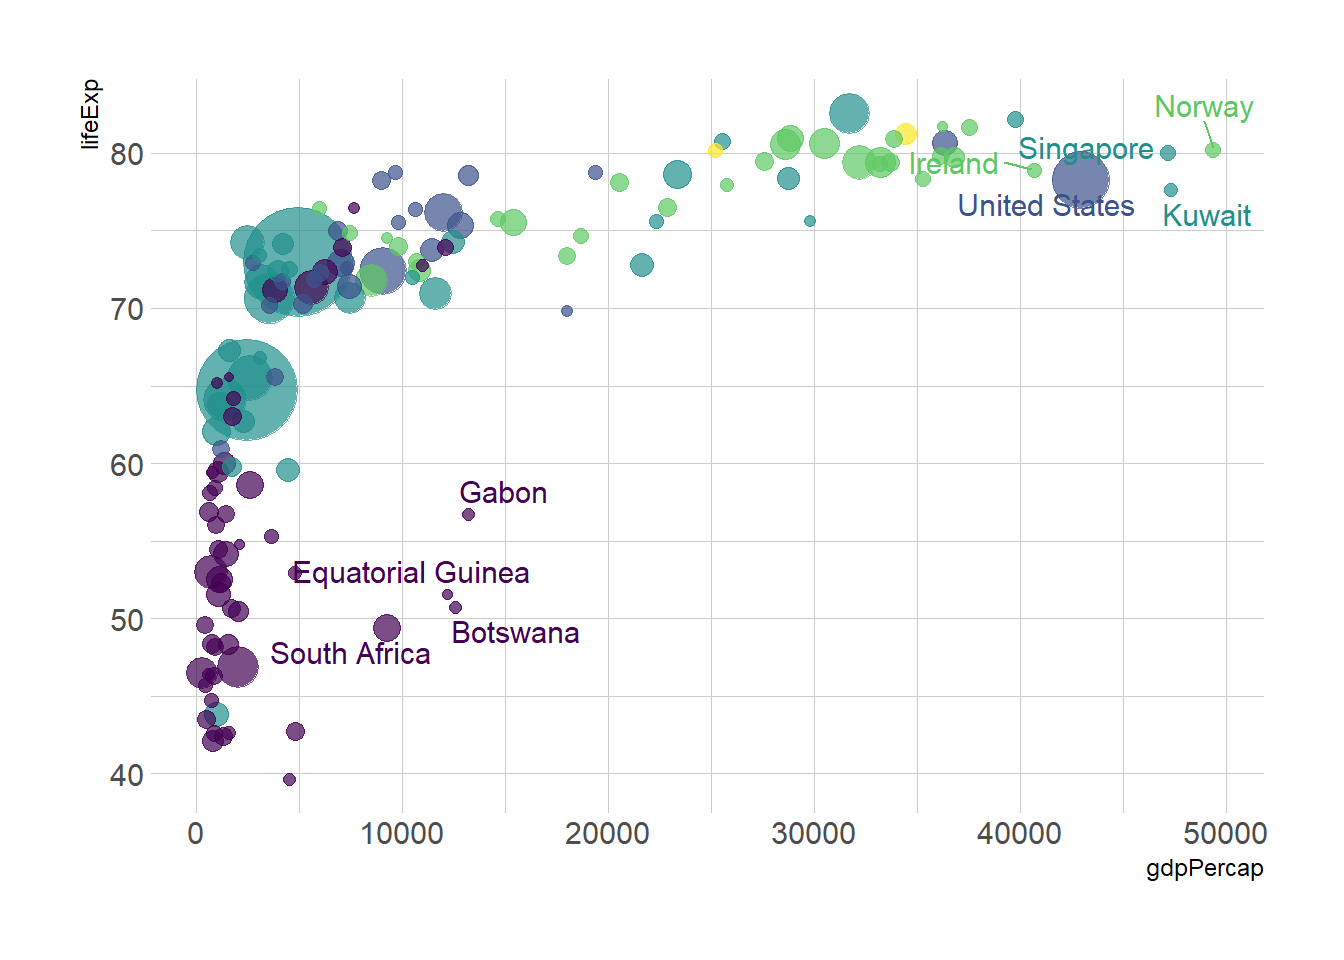 lifeExp
Norway
80
Singapore
Ireland
United States
Kuwait
70
60
Gabon
Equatorial Guinea
50
Botswana
South Africa
40
0 10000 20000 30000 40000 50000
gdpPercap